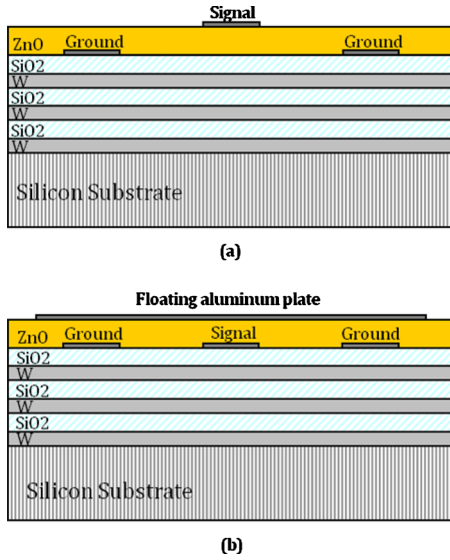 Signal
ZnO Ground Ground
SiO2
W
SiO2
W
SiO2
W
Silicon Substrate
(a)
Floating aluminum plate
ZnO Ground Signal Ground
SiO2
W
SiO2
W
SiO2
W
Silicon Substrate
(b)